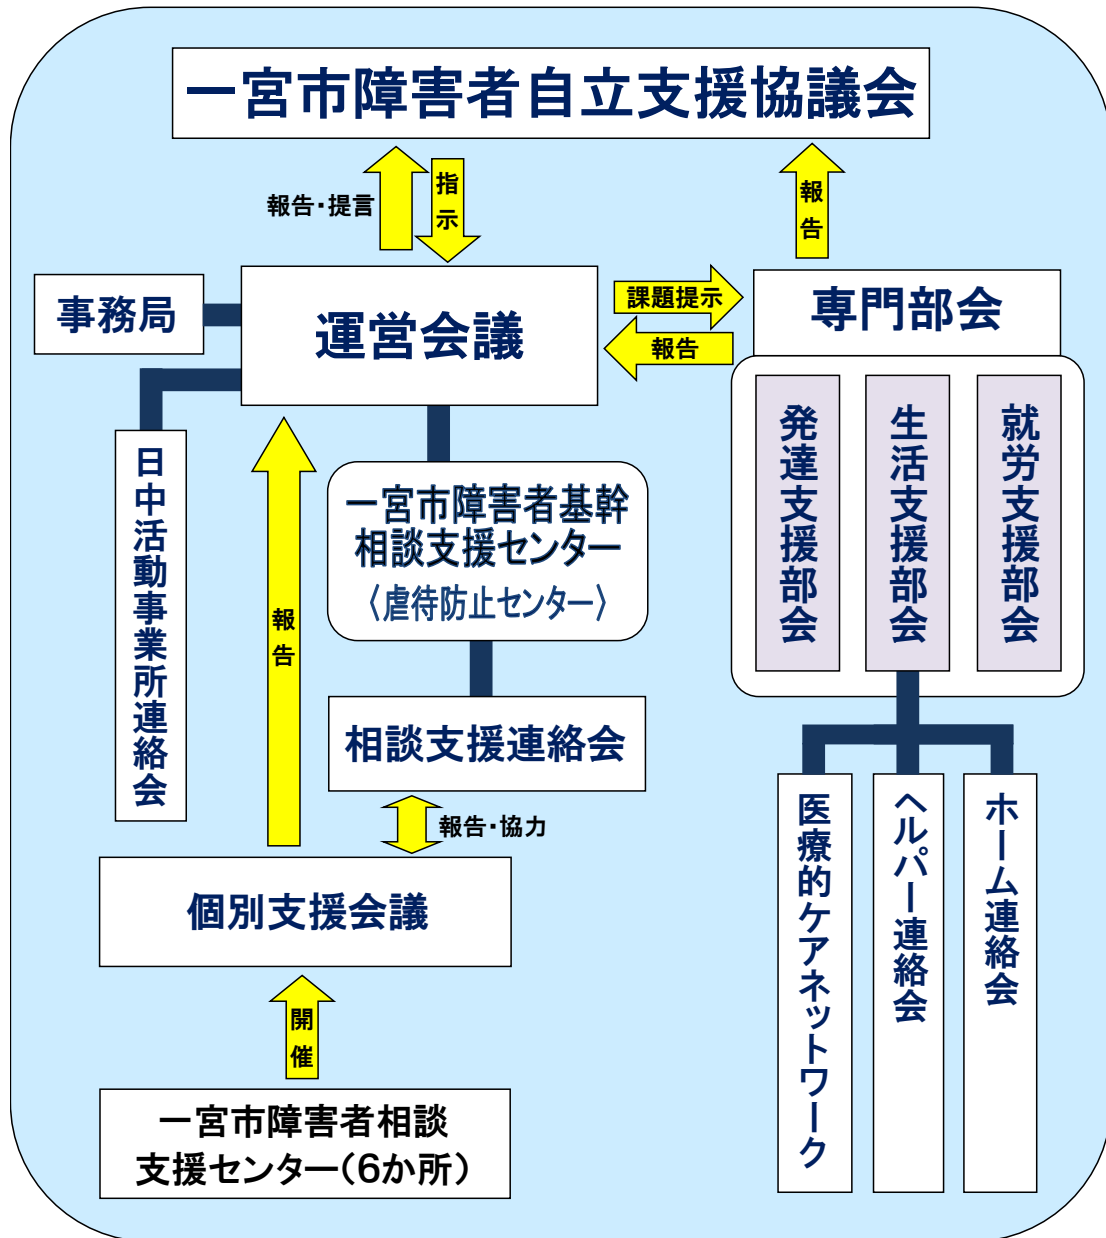 一宮市障害者自立支援協議会
報告・提言
指示
報告
事務局
運営会議
課題提示
報告
専門部会
発達支援部会
生活支援部会
就労支援部会
日中活動事業所連絡会
報告
一宮市障害者基幹
相談支援センター
〈虐待防止センター〉
相談支援連絡会
報告・協力
個別支援会議
開催
一宮市障害者相談
支援センター(6か所)
医療的ケアネットワーク
ヘルパー連絡会
ホーム連絡会